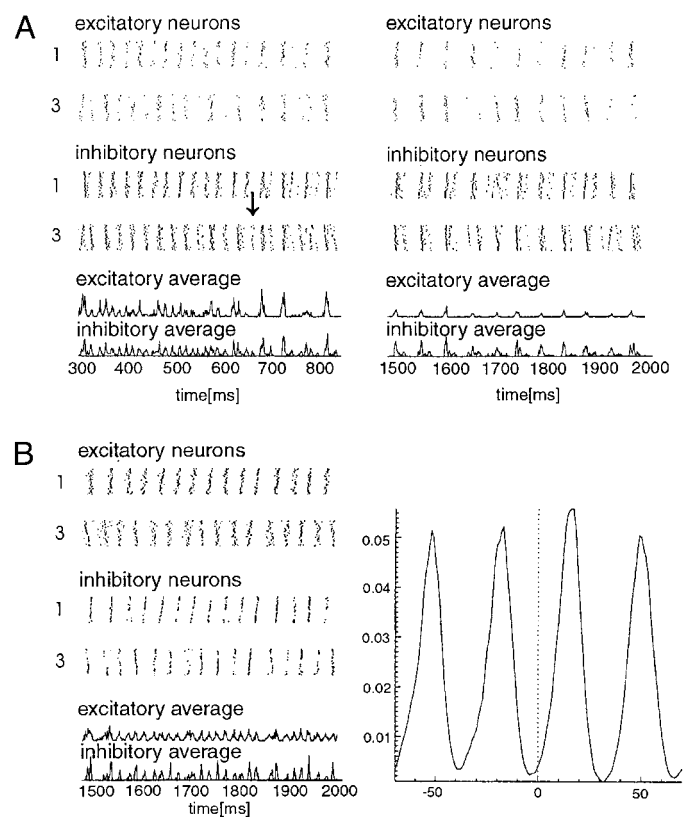 A
excitatory neurons
1
3
inhibitory neurons
1
3
excitatory average
inhibitory average
300 400 500 600 700 800
time[ms]
excitatory neurons
inhibitory neurons
excitatory average
inhibitory average
1500 1600 1700 1800 1900 2000
time[ms]
B
excitatory neurons
1
3
inhibitory neurons
1
3
excitatory average
inhibitory average
1500 1600 1700 1800 1900 2000
time[ms]
0.05
0.04
0.03
0.02
0.01
-50 0 50